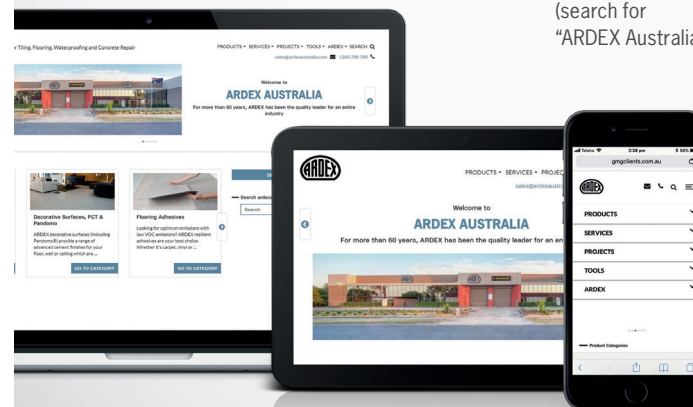 (search for
"ARDEX Australia
r Tiling, Flooring, Waterproofing and Concrete Repair
PRODUCTS SERVICES PROJECTS TOOLS ARDEX SEARCH
sales@ardexaustralia.com 1300 788 780
Welcome to
ARDEX AUSTRALIA
For more than 60 years, ARDEX has been the quality leader for an entire
industry
Decorative Surfaces, PCT &
Pandomo
ARDEX decorative surfaces (including
Pandomo®) provide a range of
advanced cement finishes for your
floor, wall or ceiling which are ...
GO TO CATEGORY
Flooring Adhesives
Looking for optimum emissions with
low VOC emissions? ARDEX resilient
adhesives are your best choice.
Whether it's carpet, vinyl or ...
GO TO CATEGORY
Search ardex
Search
ARDEX
PRODUCTS SERVICES PROJEC
sales@ardexaustr
Welcome to
ARDEX AUSTRALIA
For more than 60 years, ARDEX has been the quality leader for an en
Telstra 2:36 pm
gmgclients.com.au
ARDEX
PRODUCTS
SERVICES
PROJECTS
TOOLS
ARDEX
Product Categories